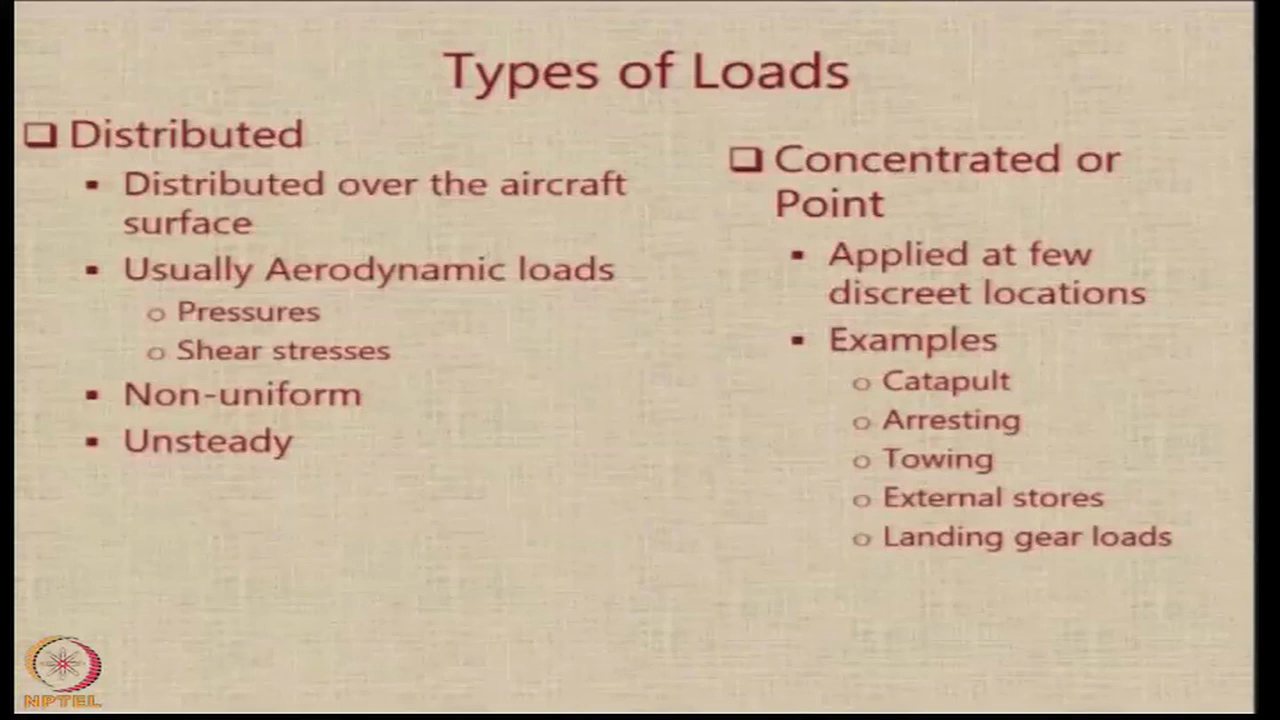 Types of Loads
Distributed
Distributed over the aircraft
surface
Usually Aerodynamic loads
Pressures
Shear stresses
Non-uniform
Unsteady
Concentrated or
Point
Applied at few
discreet locations
Examples
Catapult
Arresting
Towing
External stores
Landing gear loads
NPTEL